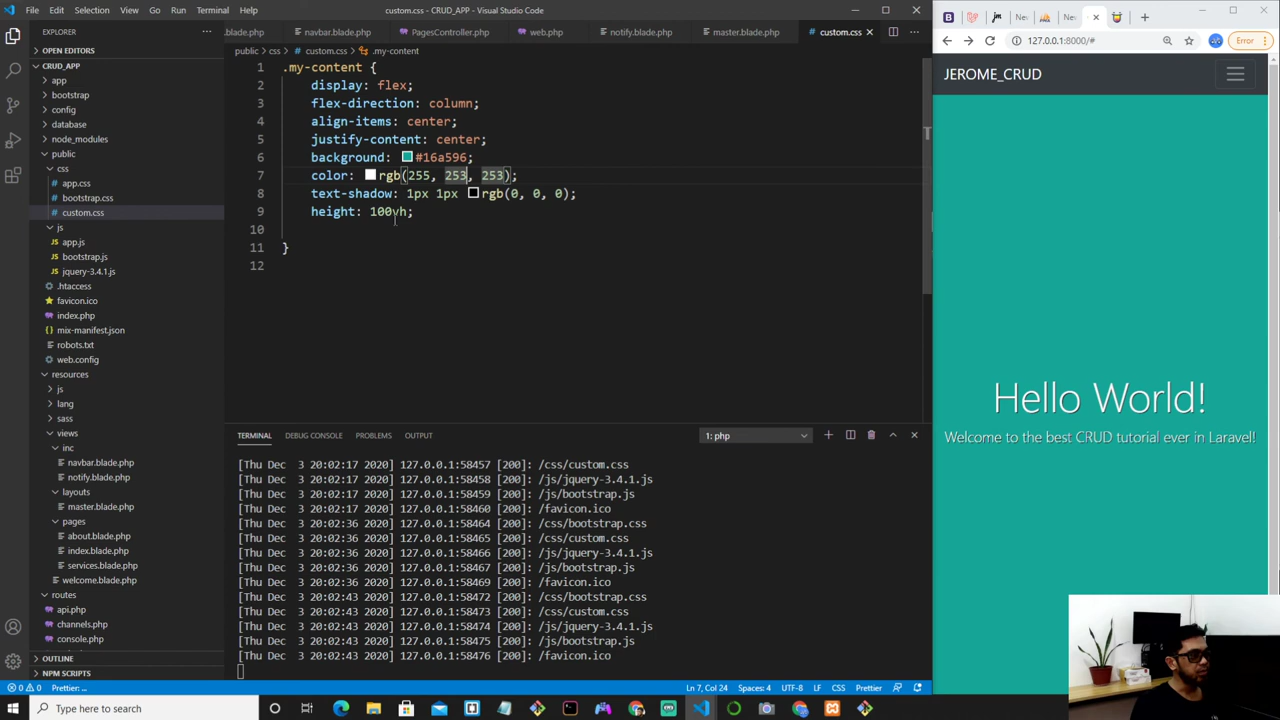 File Edit Selection View Go Run Terminal Help
custom.css - CRUD_APP - Visual Studio Code
EXPLORER
OPEN EDITORS
CRUD_APP
app
bootstrap
config
database
node_modules
public
css
app.css
bootstrap.css
custom.css
js
app.js
bootstrap.js
jquery-3.4.1.js
.htaccess
favicon.ico
index.php
mix-manifest.json
robots.txt
web.config
resources
js
lang
sass
views
inc
navbar.blade.php
notify.blade.php
layouts
master.blade.php
pages
about.blade.php
index.blade.php
services.blade.php
welcome.blade.php
routes
api.php
channels.php
console.php
OUTLINE
NPM SCRIPTS
.blade.php navbar.blade.php PagesController.php web.php notify.blade.php master.blade.php custom.css
public > css > custom.css > .my-content
1 .my-content {
2 display: flex;
3 flex-direction: column;
4 align-items: center;
5 justify-content: center;
6 background: #16a596;
7 color: rgb(255, 253, 253);
8 text-shadow: 1px 1px rgb(0, 0, 0);
9 height: 100vh;
10
11 }
12
TERMINAL DEBUG CONSOLE PROBLEMS OUTPUT 1: php
[Thu Dec 3 20:02:17 2020] 127.0.0.1:58457 [200]: /css/custom.css
[Thu Dec 3 20:02:17 2020] 127.0.0.1:58458 [200]: /js/jquery-3.4.1.js
[Thu Dec 3 20:02:17 2020] 127.0.0.1:58459 [200]: /js/bootstrap.js
[Thu Dec 3 20:02:17 2020] 127.0.0.1:58460 [200]: /favicon.ico
[Thu Dec 3 20:02:36 2020] 127.0.0.1:58464 [200]: /css/bootstrap.css
[Thu Dec 3 20:02:36 2020] 127.0.0.1:58465 [200]: /css/custom.css
[Thu Dec 3 20:02:36 2020] 127.0.0.1:58466 [200]: /js/jquery-3.4.1.js
[Thu Dec 3 20:02:36 2020] 127.0.0.1:58467 [200]: /js/bootstrap.js
[Thu Dec 3 20:02:36 2020] 127.0.0.1:58469 [200]: /favicon.ico
[Thu Dec 3 20:02:43 2020] 127.0.0.1:58472 [200]: /css/bootstrap.css
[Thu Dec 3 20:02:43 2020] 127.0.0.1:58473 [200]: /css/custom.css
[Thu Dec 3 20:02:43 2020] 127.0.0.1:58474 [200]: /js/jquery-3.4.1.js
[Thu Dec 3 20:02:43 2020] 127.0.0.1:58475 [200]: /js/bootstrap.js
[Thu Dec 3 20:02:43 2020] 127.0.0.1:58476 [200]: /favicon.ico
0 0 Prettier: ... Ln 7, Col 24 Spaces: 4 UTF-8 LF CSS Prettier
B jm Ne Ne
127.0.0.1:8000/# Error
JEROME_CRUD
Hello World!
Welcome to the best CRUD tutorial ever in Laravel!
Type here to search